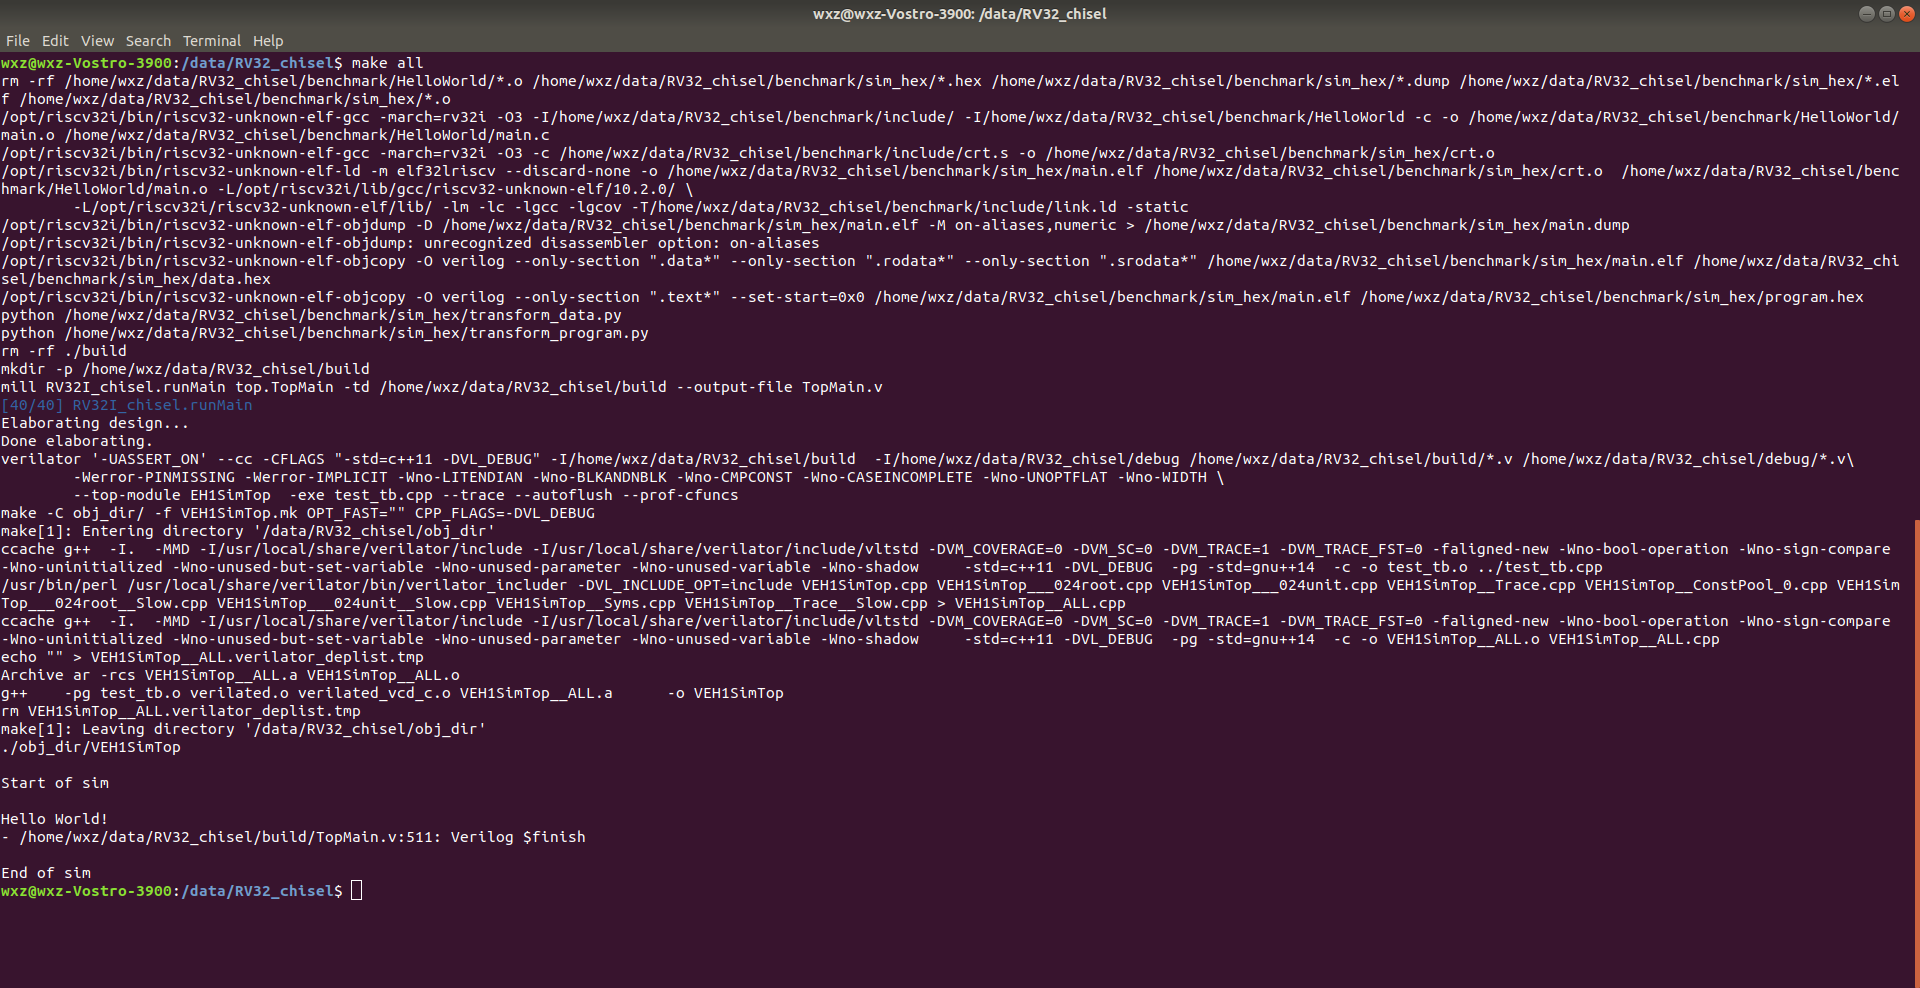 wxz@wxz-Vostro-3900: /data/RV32_chisel
File Edit View Search Terminal Help
wxz@wxz-Vostro-3900:/data/RV32_chisel$ make all
rm -rf /home/wxz/data/RV32_chisel/benchmark/HelloWorld/*.o /home/wxz/data/RV32_chisel/benchmark/sim_hex/*.hex /home/wxz/data/RV32_chisel/benchmark/sim_hex/*.dump /home/wxz/data/RV32_chisel/benchmark/sim_hex/*.el
f /home/wxz/data/RV32_chisel/benchmark/sim_hex/*.o
/opt/riscv32i/bin/riscv32-unknown-elf-gcc -march=rv32i -O3 -I/home/wxz/data/RV32_chisel/benchmark/include/ -I/home/wxz/data/RV32_chisel/benchmark/HelloWorld -c -o /home/wxz/data/RV32_chisel/benchmark/HelloWorld/
main.o /home/wxz/data/RV32_chisel/benchmark/HelloWorld/main.c
/opt/riscv32i/bin/riscv32-unknown-elf-gcc -march=rv32i -O3 -c /home/wxz/data/RV32_chisel/benchmark/include/crt.s -o /home/wxz/data/RV32_chisel/benchmark/sim_hex/crt.o
/opt/riscv32i/bin/riscv32-unknown-elf-ld -m elf32lriscv --discard-none -o /home/wxz/data/RV32_chisel/benchmark/sim_hex/main.elf /home/wxz/data/RV32_chisel/benchmark/sim_hex/crt.o  /home/wxz/data/RV32_chisel/benc
hmark/HelloWorld/main.o -L/opt/riscv32i/lib/gcc/riscv32-unknown-elf/10.2.0/ \
        -L/opt/riscv32i/riscv32-unknown-elf/lib/ -lm -lc -lgcc -lgcov -T/home/wxz/data/RV32_chisel/benchmark/include/link.ld -static
/opt/riscv32i/bin/riscv32-unknown-elf-objdump -D /home/wxz/data/RV32_chisel/benchmark/sim_hex/main.elf -M on-aliases,numeric > /home/wxz/data/RV32_chisel/benchmark/sim_hex/main.dump
/opt/riscv32i/bin/riscv32-unknown-elf-objdump: unrecognized disassembler option: on-aliases
/opt/riscv32i/bin/riscv32-unknown-elf-objcopy -O verilog --only-section ".data*" --only-section ".rodata*" --only-section ".srodata*" /home/wxz/data/RV32_chisel/benchmark/sim_hex/main.elf /home/wxz/data/RV32_chi
sel/benchmark/sim_hex/data.hex
/opt/riscv32i/bin/riscv32-unknown-elf-objcopy -O verilog --only-section ".text*" --set-start=0x0 /home/wxz/data/RV32_chisel/benchmark/sim_hex/main.elf /home/wxz/data/RV32_chisel/benchmark/sim_hex/program.hex
python /home/wxz/data/RV32_chisel/benchmark/sim_hex/transform_data.py
python /home/wxz/data/RV32_chisel/benchmark/sim_hex/transform_program.py
rm -rf ./build
mkdir -p /home/wxz/data/RV32_chisel/build
mill RV32I_chisel.runMain top.TopMain -td /home/wxz/data/RV32_chisel/build --output-file TopMain.v
[40/40] RV32I_chisel.runMain
Elaborating design...
Done elaborating.
verilator '-UASSERT_ON' --cc -CFLAGS "-std=c++11 -DVL_DEBUG" -I/home/wxz/data/RV32_chisel/build  -I/home/wxz/data/RV32_chisel/debug /home/wxz/data/RV32_chisel/build/*.v /home/wxz/data/RV32_chisel/debug/*.v\
        -Werror-PINMISSING -Werror-IMPLICIT -Wno-LITENDIAN -Wno-BLKANDNBLK -Wno-CMPCONST -Wno-CASEINCOMPLETE -Wno-UNOPTFLAT -Wno-WIDTH \
        --top-module EH1SimTop  -exe test_tb.cpp --trace --autoflush --prof-cfuncs
make -C obj_dir/ -f VEH1SimTop.mk OPT_FAST="" CPP_FLAGS=-DVL_DEBUG
make[1]: Entering directory '/data/RV32_chisel/obj_dir'
ccache g++  -I.  -MMD -I/usr/local/share/verilator/include -I/usr/local/share/verilator/include/vltstd -DVM_COVERAGE=0 -DVM_SC=0 -DVM_TRACE=1 -DVM_TRACE_FST=0 -faligned-new -Wno-bool-operation -Wno-sign-compare
-Wno-uninitialized -Wno-unused-but-set-variable -Wno-unused-parameter -Wno-unused-variable -Wno-shadow     -std=c++11 -DVL_DEBUG  -pg -std=gnu++14  -c -o test_tb.o ../test_tb.cpp
/usr/bin/perl /usr/local/share/verilator/bin/verilator_includer -DVL_INCLUDE_OPT=include VEH1SimTop.cpp VEH1SimTop___024root.cpp VEH1SimTop___024unit.cpp VEH1SimTop__Trace.cpp VEH1SimTop__ConstPool_0.cpp VEH1Sim
Top___024root__Slow.cpp VEH1SimTop___024unit__Slow.cpp VEH1SimTop__Syms.cpp VEH1SimTop__Trace__Slow.cpp > VEH1SimTop__ALL.cpp
ccache g++  -I.  -MMD -I/usr/local/share/verilator/include -I/usr/local/share/verilator/include/vltstd -DVM_COVERAGE=0 -DVM_SC=0 -DVM_TRACE=1 -DVM_TRACE_FST=0 -faligned-new -Wno-bool-operation -Wno-sign-compare
-Wno-uninitialized -Wno-unused-but-set-variable -Wno-unused-parameter -Wno-unused-variable -Wno-shadow     -std=c++11 -DVL_DEBUG  -pg -std=gnu++14  -c -o VEH1SimTop__ALL.o VEH1SimTop__ALL.cpp
echo "" > VEH1SimTop__ALL.verilator_deplist.tmp
Archive ar -rcs VEH1SimTop__ALL.a VEH1SimTop__ALL.o
g++    -pg test_tb.o verilated.o verilated_vcd_c.o VEH1SimTop__ALL.a      -o VEH1SimTop
rm VEH1SimTop__ALL.verilator_deplist.tmp
make[1]: Leaving directory '/data/RV32_chisel/obj_dir'
./obj_dir/VEH1SimTop
Start of sim
Hello World!
- /home/wxz/data/RV32_chisel/build/TopMain.v:511: Verilog $finish
End of sim
wxz@wxz-Vostro-3900:/data/RV32_chisel$